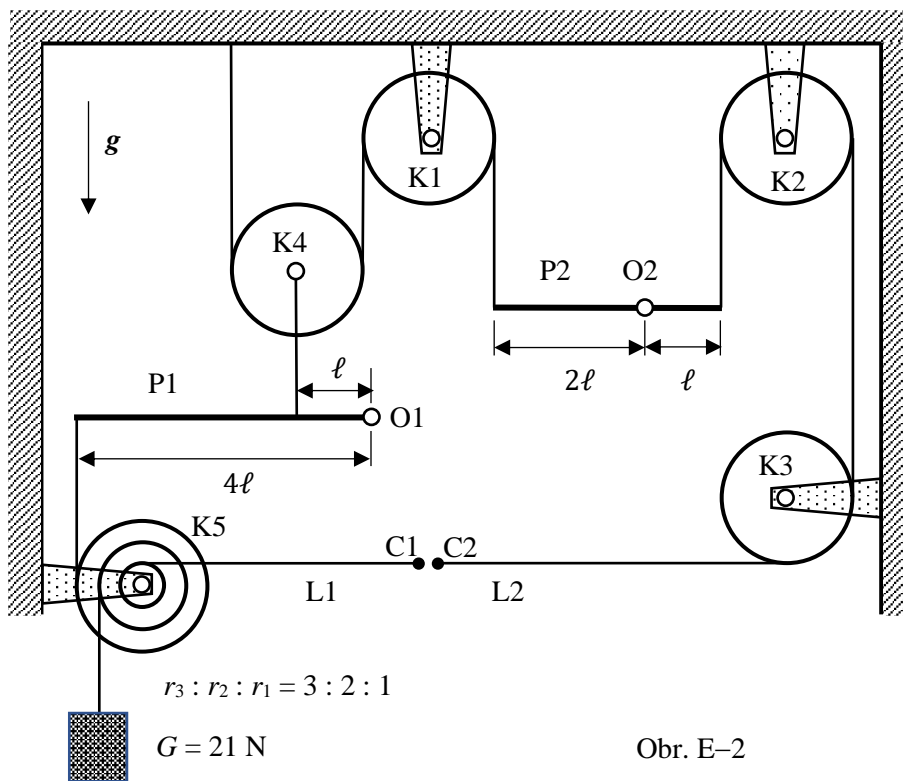 g
K1
K2
K4
P2
O2
ℓ
2ℓ
ℓ
P1
O1
4ℓ
K3
K5
C1
C2
L1
L2
r3 : r2 : r1 = 3 : 2 : 1
G = 21 N
Obr. E–2